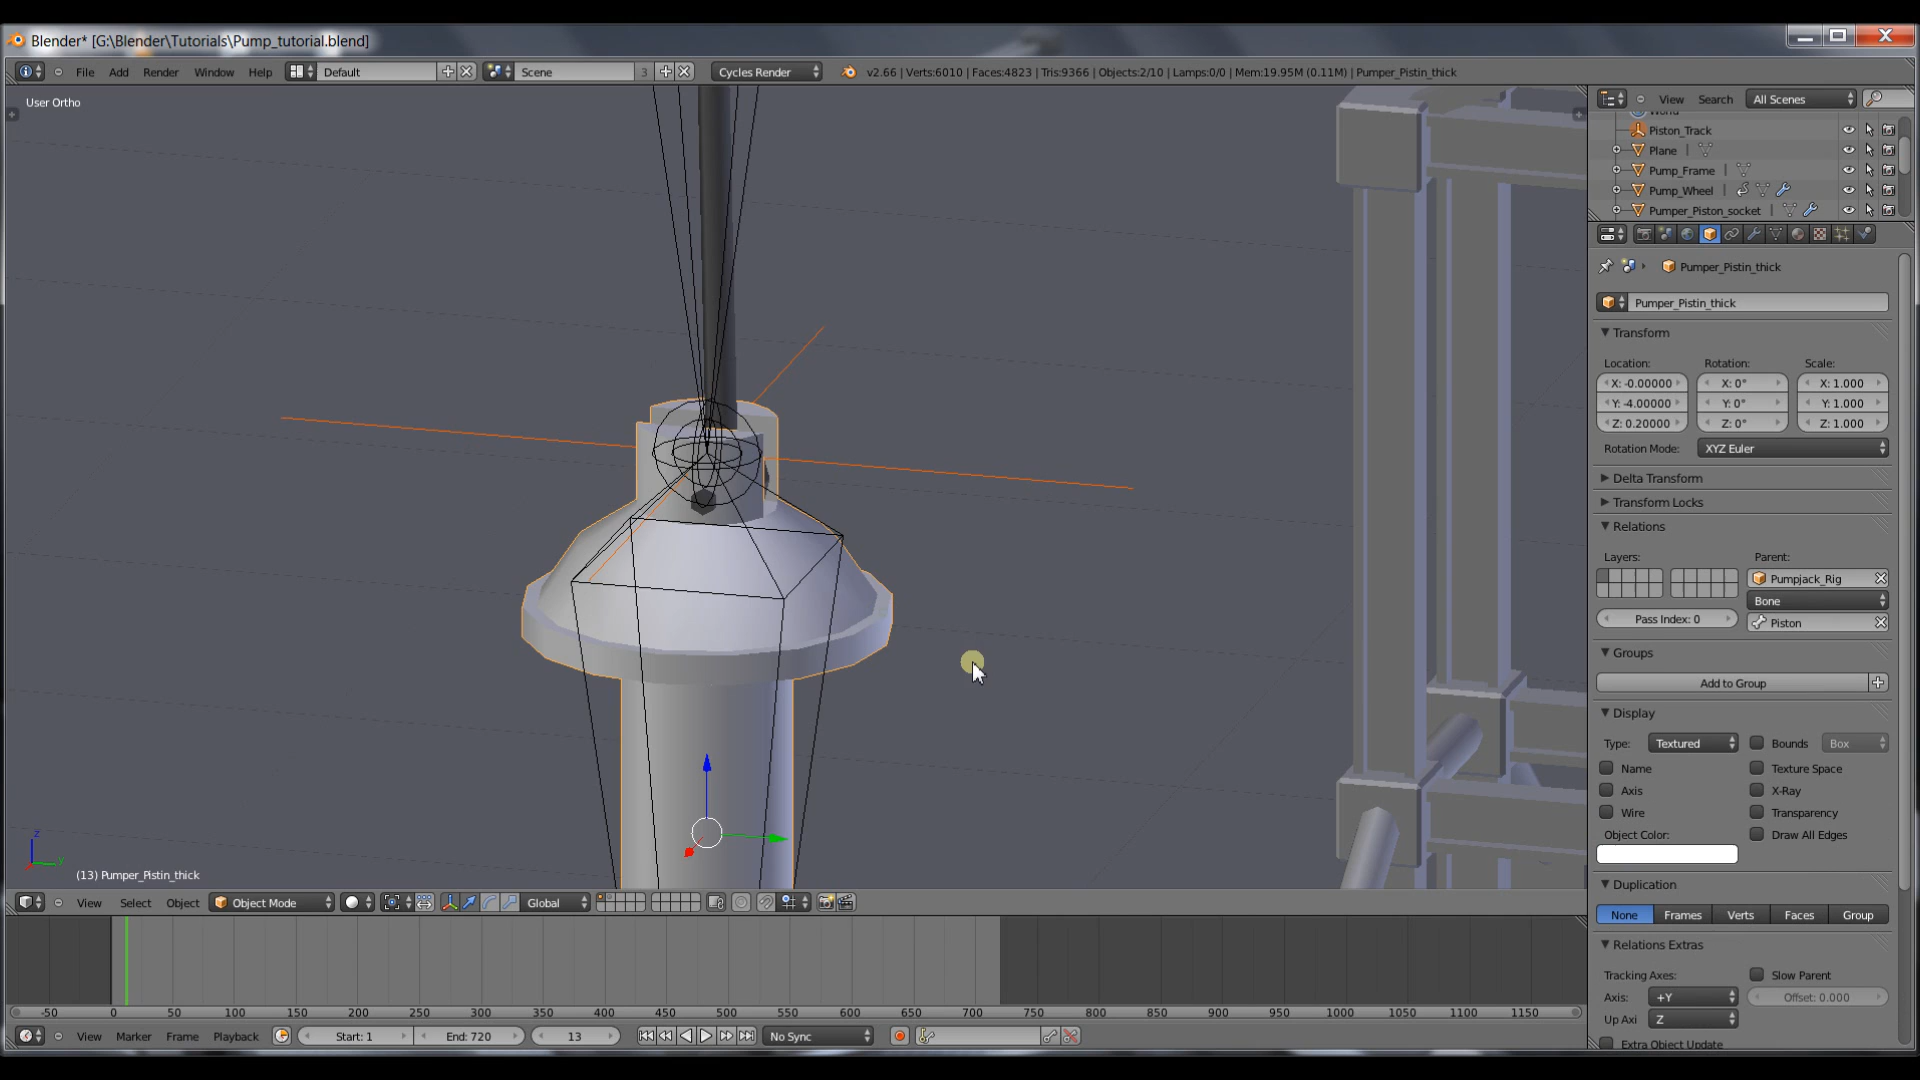 Blender* [G:\Blender\Tutorials\Pump_tutorial.blend]
File Add Render Window Help Default Scene 3 Cycles Render v2.66 | Verts:6010 | Faces:4823 | Tris:9366 | Objects:2/10 | Lamps:0/0 | Mem:19.95M (0.11M) | Pumper_Pistin_thick
User Ortho
View Search All Scenes
World
Piston_Track
Plane
Pump_Frame
Pump_Wheel
Pumper_Piston_socket
Pumper_Pistin_thick
Pumper_Pistin_thick
Transform
Location: Rotation: Scale:
X: -0.00000 X: 0° X: 1.000
Y: -4.00000 Y: 0° Y: 1.000
Z: 0.20000 Z: 0° Z: 1.000
Rotation Mode: XYZ Euler
Delta Transform
Transform Locks
Relations
Layers: Parent:
Pumpjack_Rig
Bone
Pass Index: 0 Piston
Groups
Add to Group
Display
Type: Textured Bounds Box
Name Texture Space
Axis X-Ray
Wire Transparency
Object Color: Draw All Edges
Duplication
None Frames Verts Faces Group
Relations Extras
Tracking Axes: Slow Parent
Axis: +Y Offset: 0.000
Up Axi Z
Extra Object Update
z
y
(13) Pumper_Pistin_thick
View Select Object Object Mode Global
-50 0 50 100 150 200 250 300 350 400 450 500 550 600 650 700 750 800 850 900 950 1000 1050 1100 1150
View Marker Frame Playback Start: 1 End: 720 13 No Sync